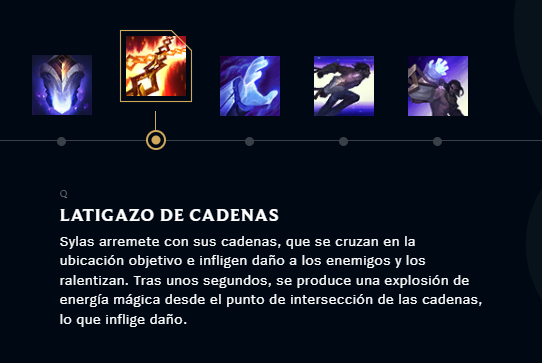 Q
LATIGAZO DE CADENAS
Sylas arremete con sus cadenas, que se cruzan en la
ubicación objetivo e infligen daño a los enemigos y los
ralentizan. Tras unos segundos, se produce una explosión de
energía mágica desde el punto de intersección de las cadenas,
lo que inflige daño.